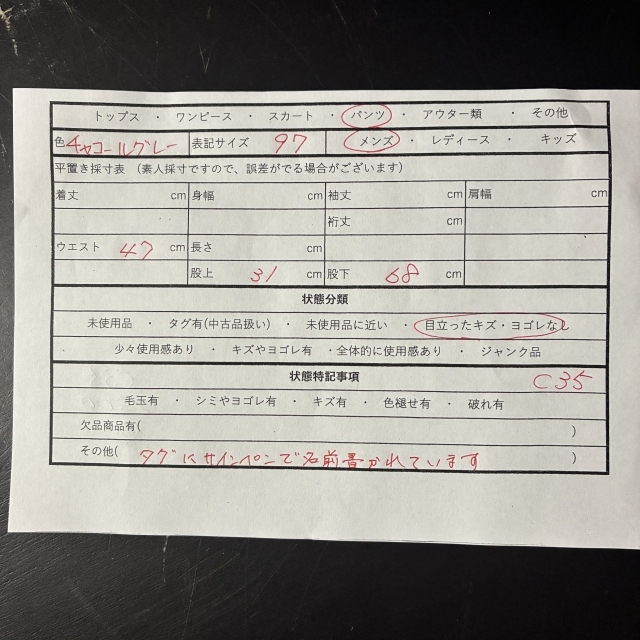 トップス ・ ワンピース ・ スカート ・ パンツ ・ アウター類 ・ その他
色 チャコールグレー 表記サイズ 97 メンズ ・ レディース ・ キッズ
平置き採寸表 （素人採寸ですので、誤差がでる場合がございます）
着丈 cm 身幅 cm 袖丈 cm 肩幅 cm
裄丈 cm
ウエスト 47 cm 長さ cm
股上 31 cm 股下 68 cm
状態分類
未使用品 ・ タグ有(中古品扱い) ・ 未使用品に近い ・ 目立ったキズ・ヨゴレなし
少々使用感あり ・ キズやヨゴレ有 ・全体的に使用感あり ・ ジャンク品
状態特記事項 C35
毛玉有 ・ シミやヨゴレ有 ・ キズ有 ・ 色褪せ有 ・ 破れ有
欠品商品有( )
その他( タグにサインペンで名前書かれています )